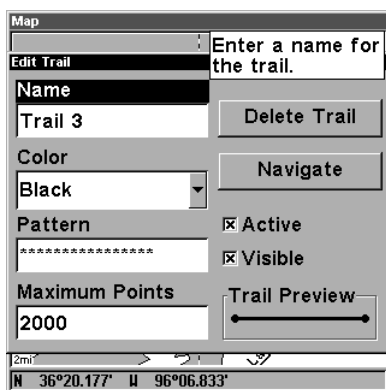 Map
Enter a name for
the trail.
Edit Trail
Name
Trail 3
Delete Trail
Color
Black
Navigate
Pattern
****************
Active
Visible
Maximum Points
2000
Trail Preview
2mi
N 36°20.177' W 96°06.833'